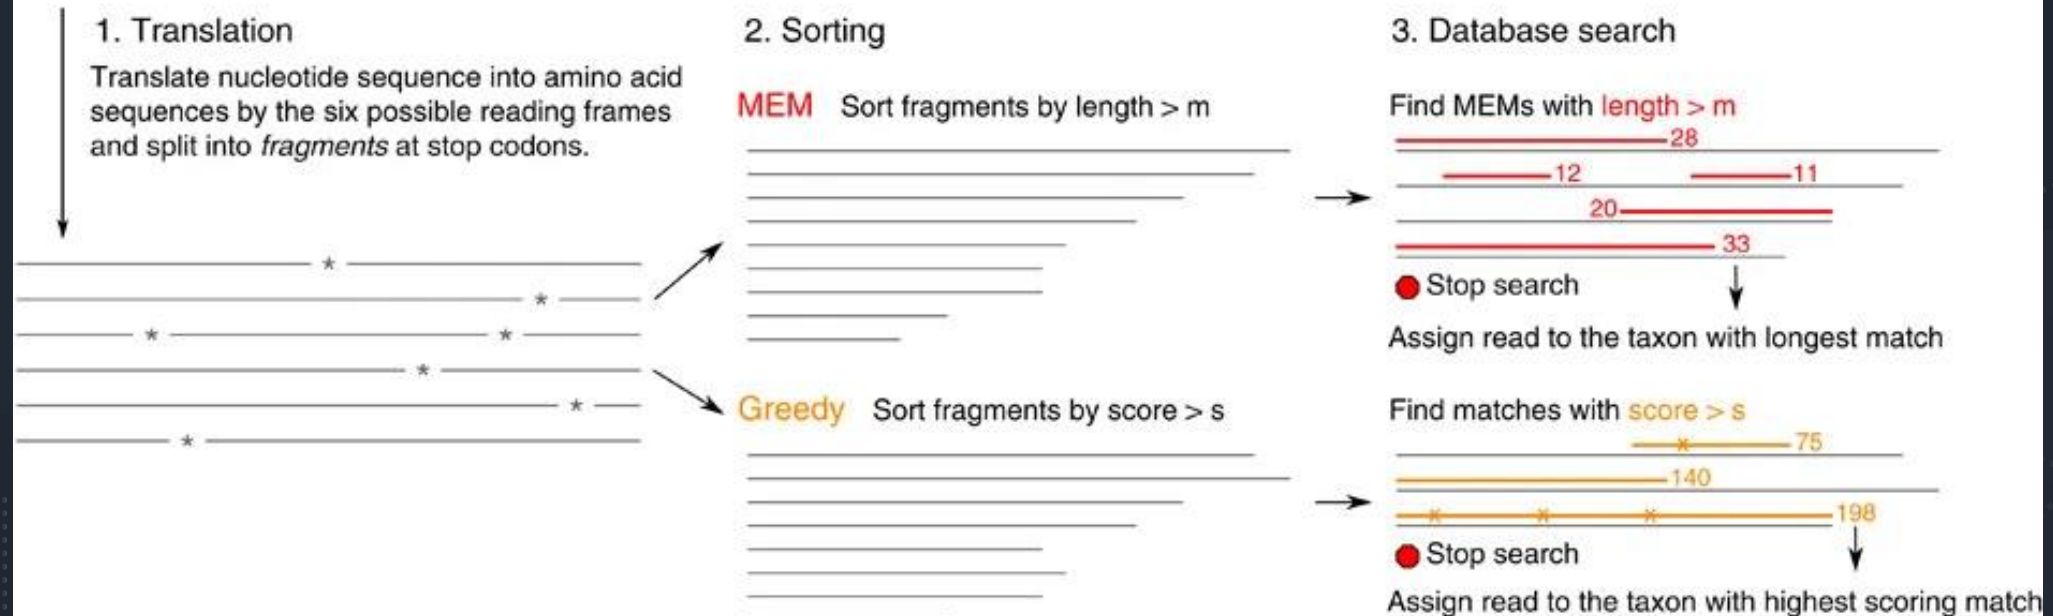 1. Translation
Translate nucleotide sequence into amino acid
sequences by the six possible reading frames
and split into fragments at stop codons.
*
*
* *
*
*
*
2. Sorting
MEM Sort fragments by length > m
Greedy Sort fragments by score > s
3. Database search
Find MEMs with length > m
28
12 11
20
33
Stop search
Assign read to the taxon with longest match
Find matches with score > s
x 75
140
x x x 198
Stop search
Assign read to the taxon with highest scoring match